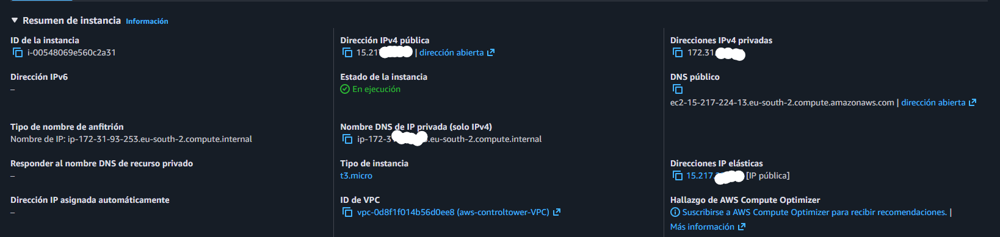 Resumen de instancia Información
ID de la instancia
i-00548069e560c2a31
Dirección IPv4 pública
15.217 | dirección abierta
Direcciones IPv4 privadas
172.31.
Dirección IPv6
–
Estado de la instancia
En ejecución
DNS público
ec2-15-217-224-13.eu-south-2.compute.amazonaws.com | dirección abierta
Tipo de nombre de anfitrión
Nombre de IP: ip-172-31-93-253.eu-south-2.compute.internal
Nombre DNS de IP privada (solo IPv4)
ip-172-3 .eu-south-2.compute.internal
Responder al nombre DNS de recurso privado
–
Tipo de instancia
t3.micro
Direcciones IP elásticas
15.217. [IP pública]
Dirección IP asignada automáticamente
–
ID de VPC
vpc-0d8f1f014b56d0ee8 (aws-controltower-VPC)
Hallazgo de AWS Compute Optimizer
Suscribirse a AWS Compute Optimizer para recibir recomendaciones. |
Más información